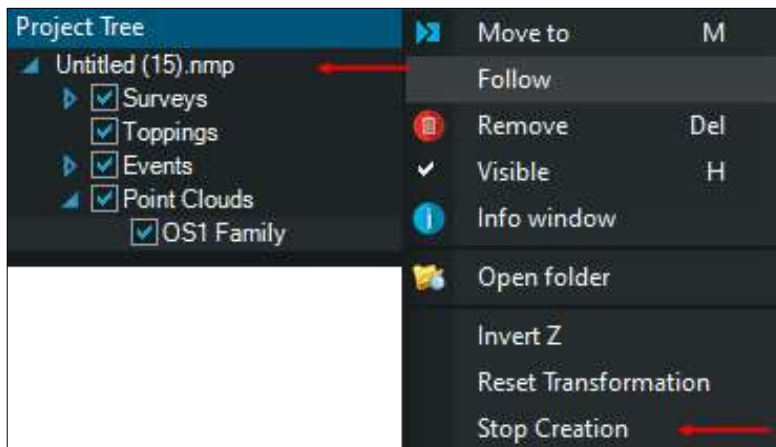 Project Tree
Untitled (15).nmp
Surveys
Toppings
Events
Point Clouds
OS1 Family
Move to M
Follow
Remove Del
Visible H
Info window
Open folder
Invert Z
Reset Transformation
Stop Creation